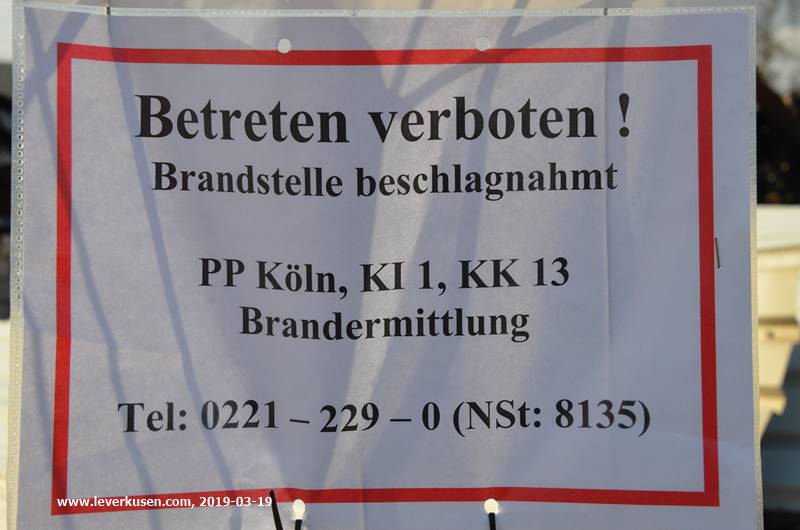 Betreten verboten !
Brandstelle beschlagnahmt
PP Köln, KI 1, KK 13
Brandermittlung
Tel: 0221 – 229 – 0 (NSt: 8135)
www.leverkusen.com, 2019-03-19